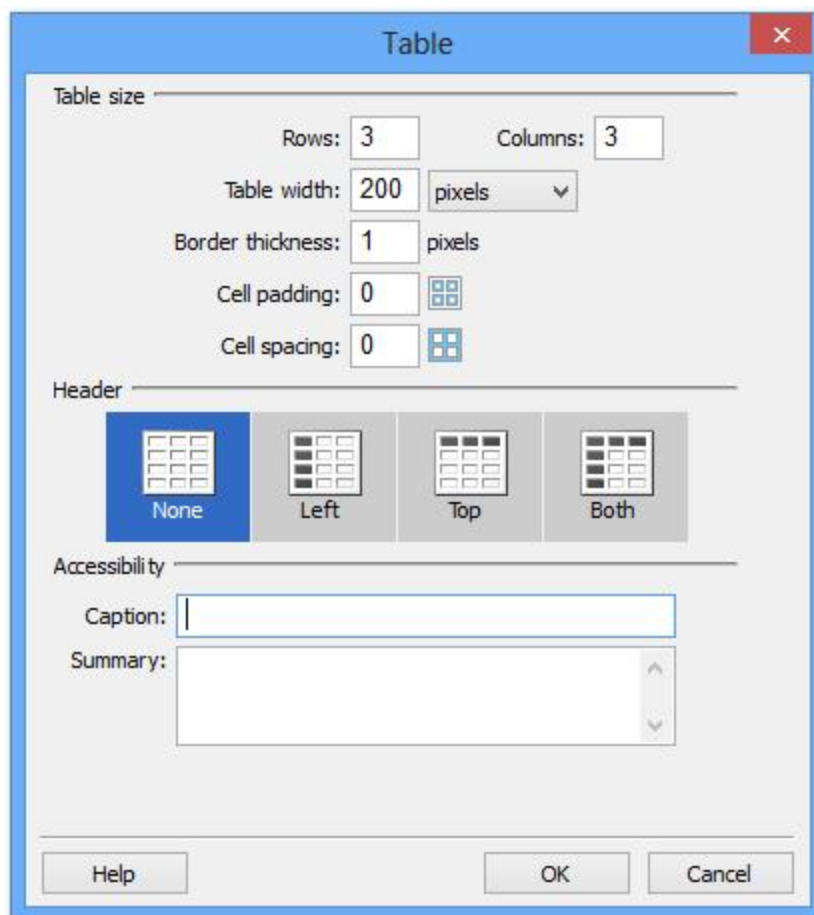 Table
Table size
Rows: 3 Columns: 3
Table width: 200 pixels
Border thickness: 1 pixels
Cell padding: 0
Cell spacing: 0
Header
None Left Top Both
Accessibility
Caption:
Summary:
Help OK Cancel